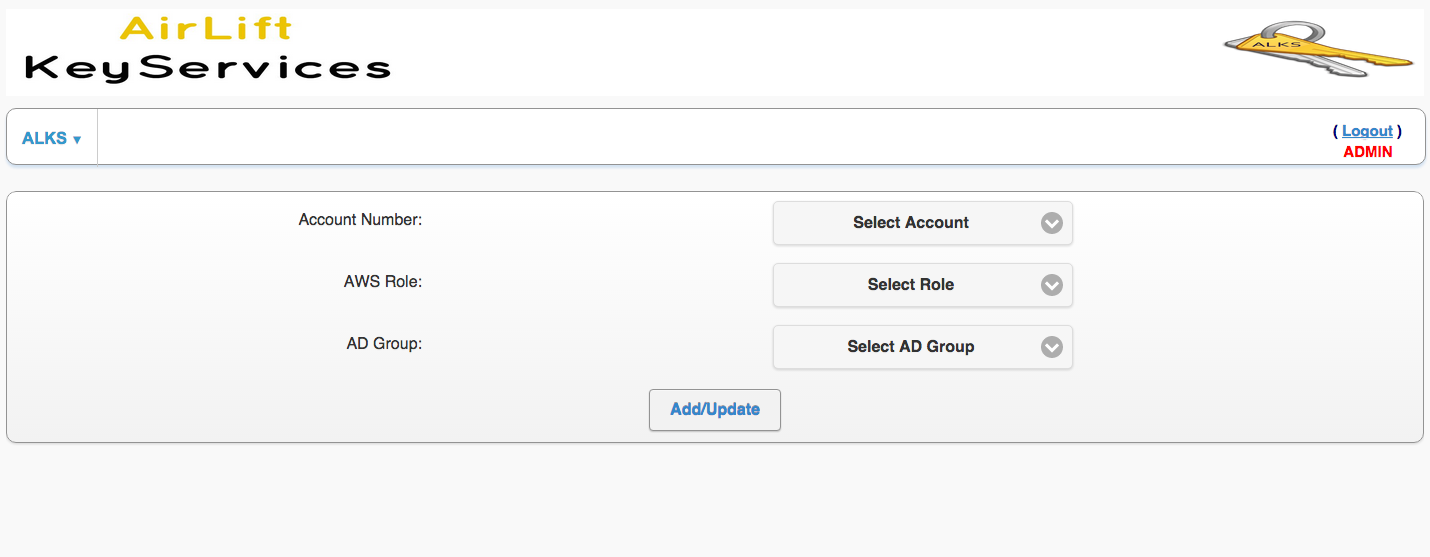 AirLift
KeyServices
ALKS
ALKS ▼
( Logout )
ADMIN
Account Number:
Select Account
AWS Role:
Select Role
AD Group:
Select AD Group
Add/Update